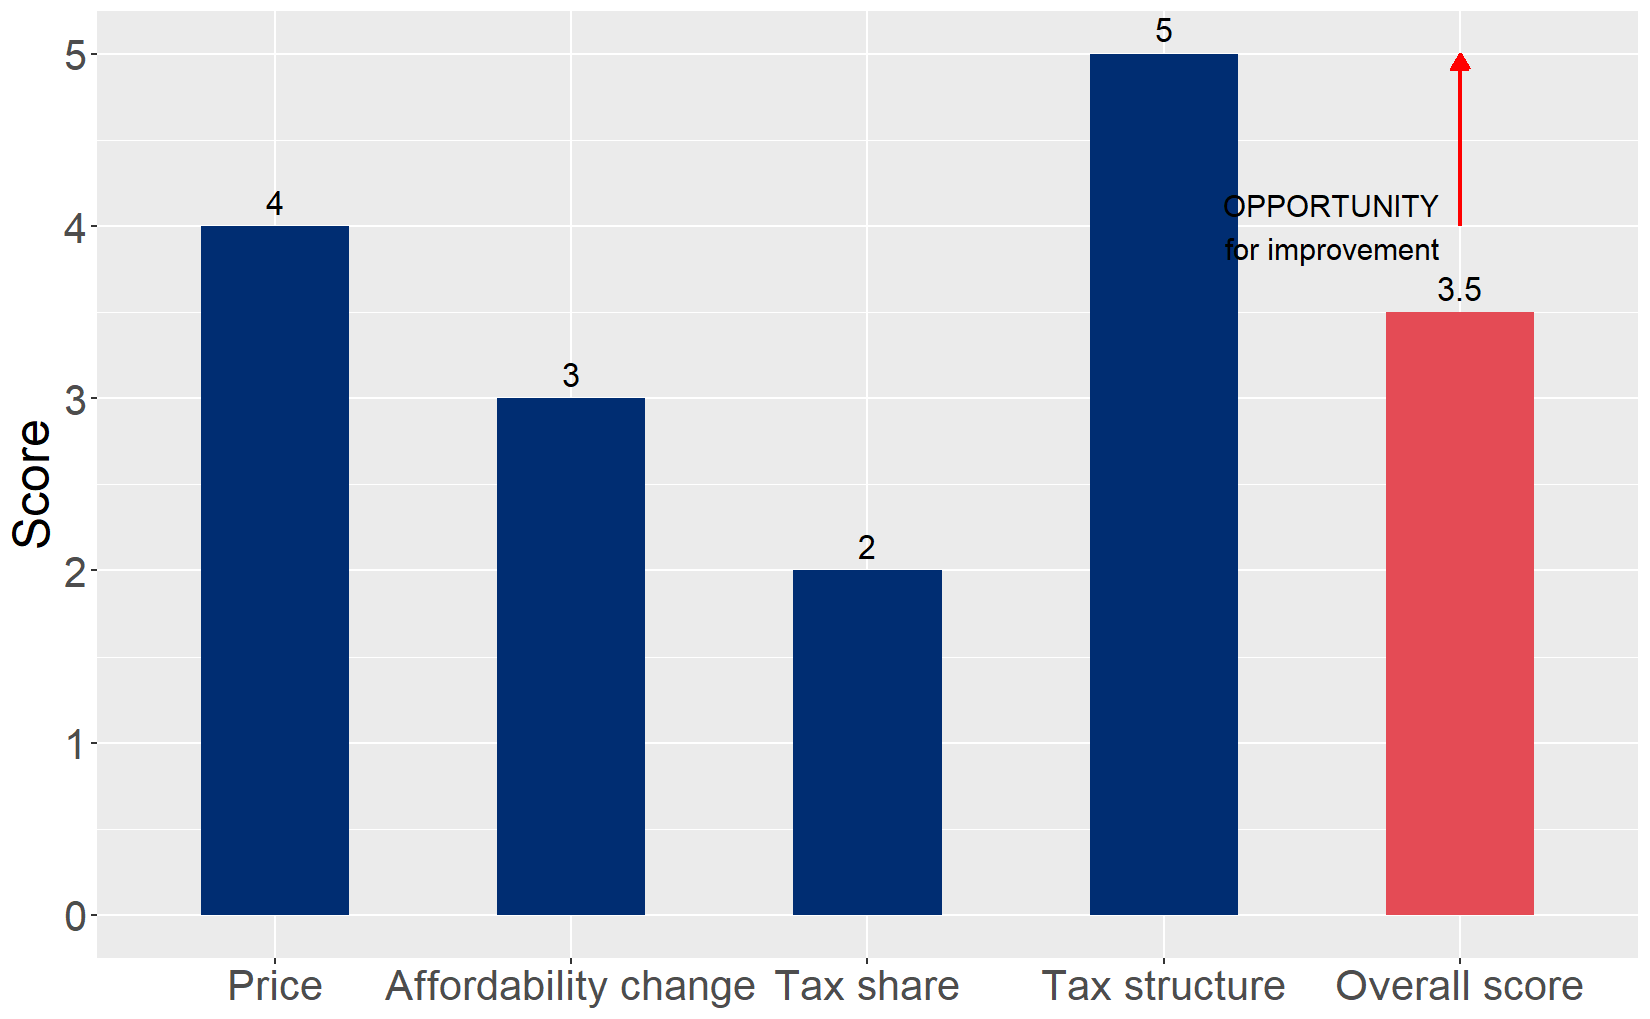 5
5
4
OPPORTUNITY
4
for improvement
3.5
3
3
2
2
1
0
Score
Price
Affordability change
Tax share
Tax structure
Overall score